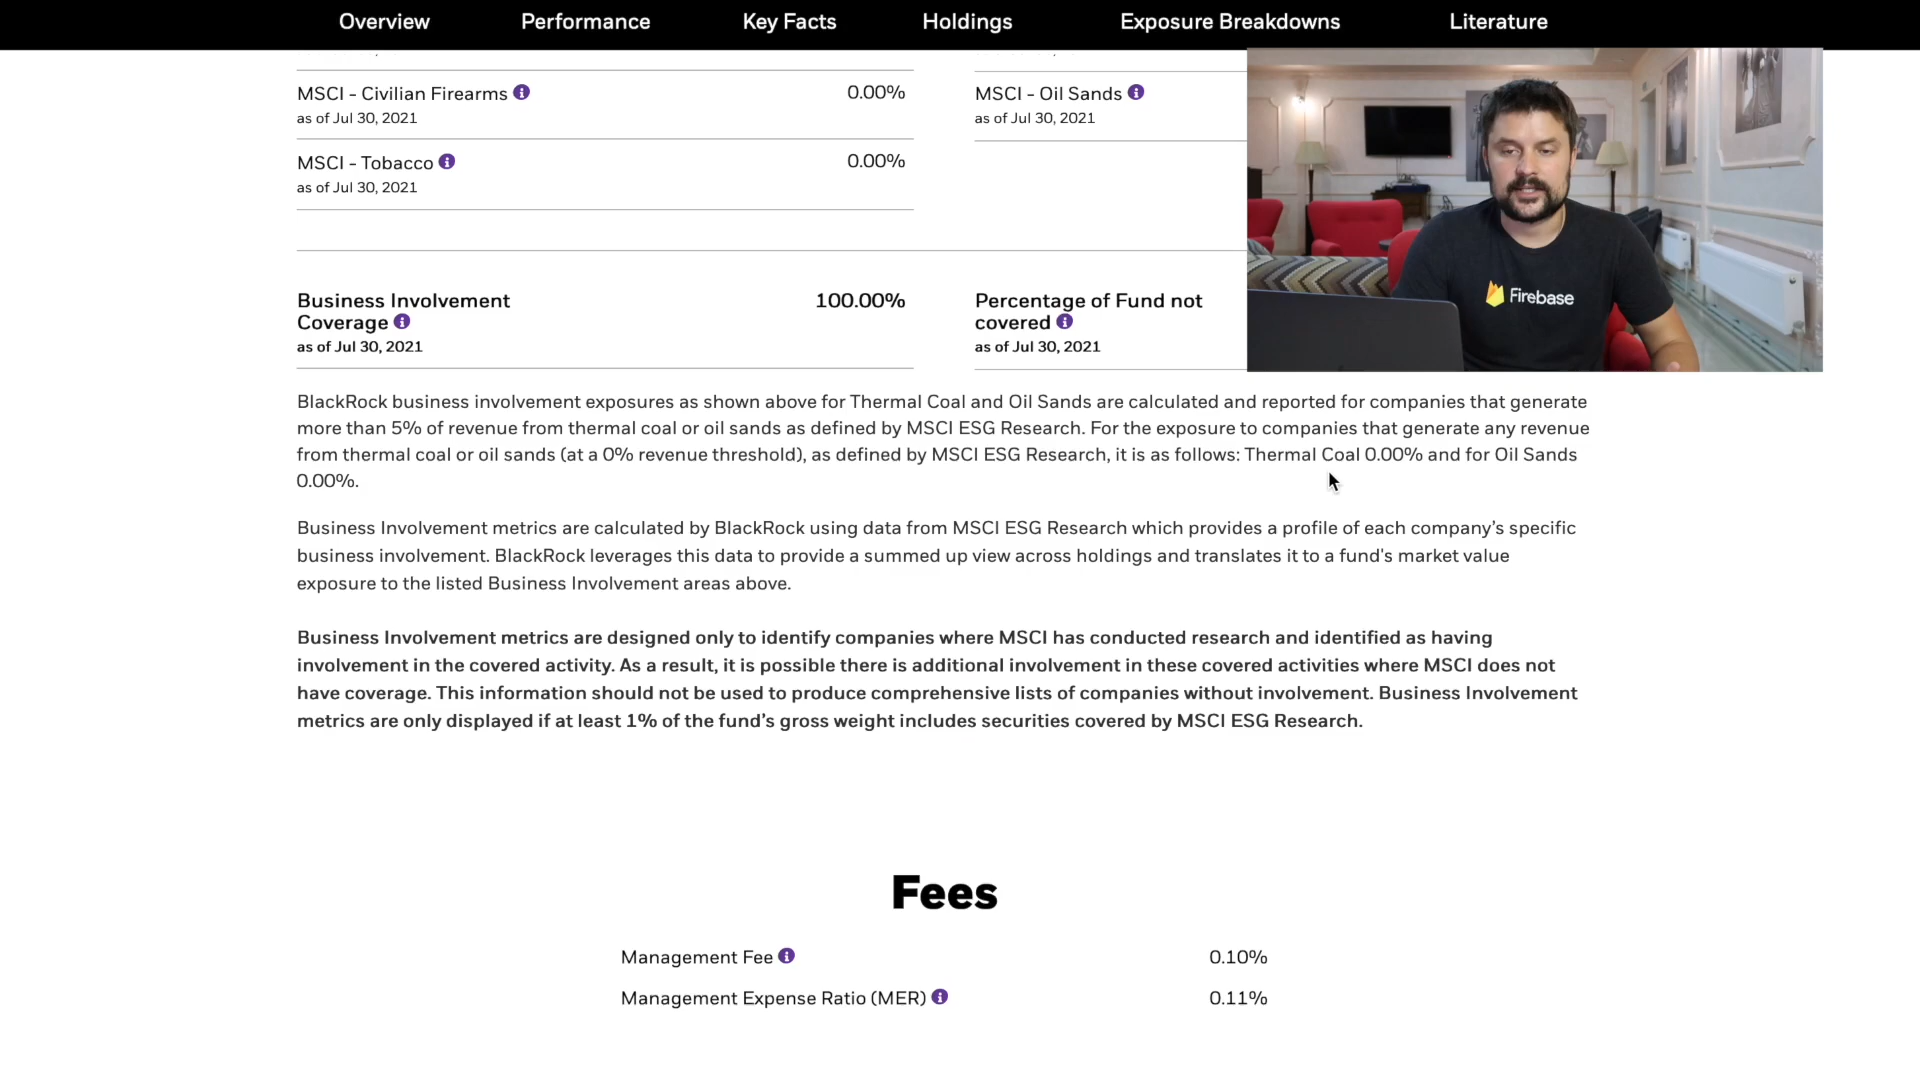 Overview Performance Key Facts Holdings Exposure Breakdowns Literature
MSCI - Civilian Firearms 0.00%
as of Jul 30, 2021
MSCI - Tobacco 0.00%
as of Jul 30, 2021
MSCI - Oil Sands
as of Jul 30, 2021
Business Involvement
Coverage 100.00%
as of Jul 30, 2021
Percentage of Fund not
covered
as of Jul 30, 2021
Firebase
BlackRock business involvement exposures as shown above for Thermal Coal and Oil Sands are calculated and reported for companies that generate
more than 5% of revenue from thermal coal or oil sands as defined by MSCI ESG Research. For the exposure to companies that generate any revenue
from thermal coal or oil sands (at a 0% revenue threshold), as defined by MSCI ESG Research, it is as follows: Thermal Coal 0.00% and for Oil Sands
0.00%.
Business Involvement metrics are calculated by BlackRock using data from MSCI ESG Research which provides a profile of each company’s specific
business involvement. BlackRock leverages this data to provide a summed up view across holdings and translates it to a fund's market value
exposure to the listed Business Involvement areas above.
Business Involvement metrics are designed only to identify companies where MSCI has conducted research and identified as having
involvement in the covered activity. As a result, it is possible there is additional involvement in these covered activities where MSCI does not
have coverage. This information should not be used to produce comprehensive lists of companies without involvement. Business Involvement
metrics are only displayed if at least 1% of the fund’s gross weight includes securities covered by MSCI ESG Research.
Fees
Management Fee 0.10%
Management Expense Ratio (MER) 0.11%